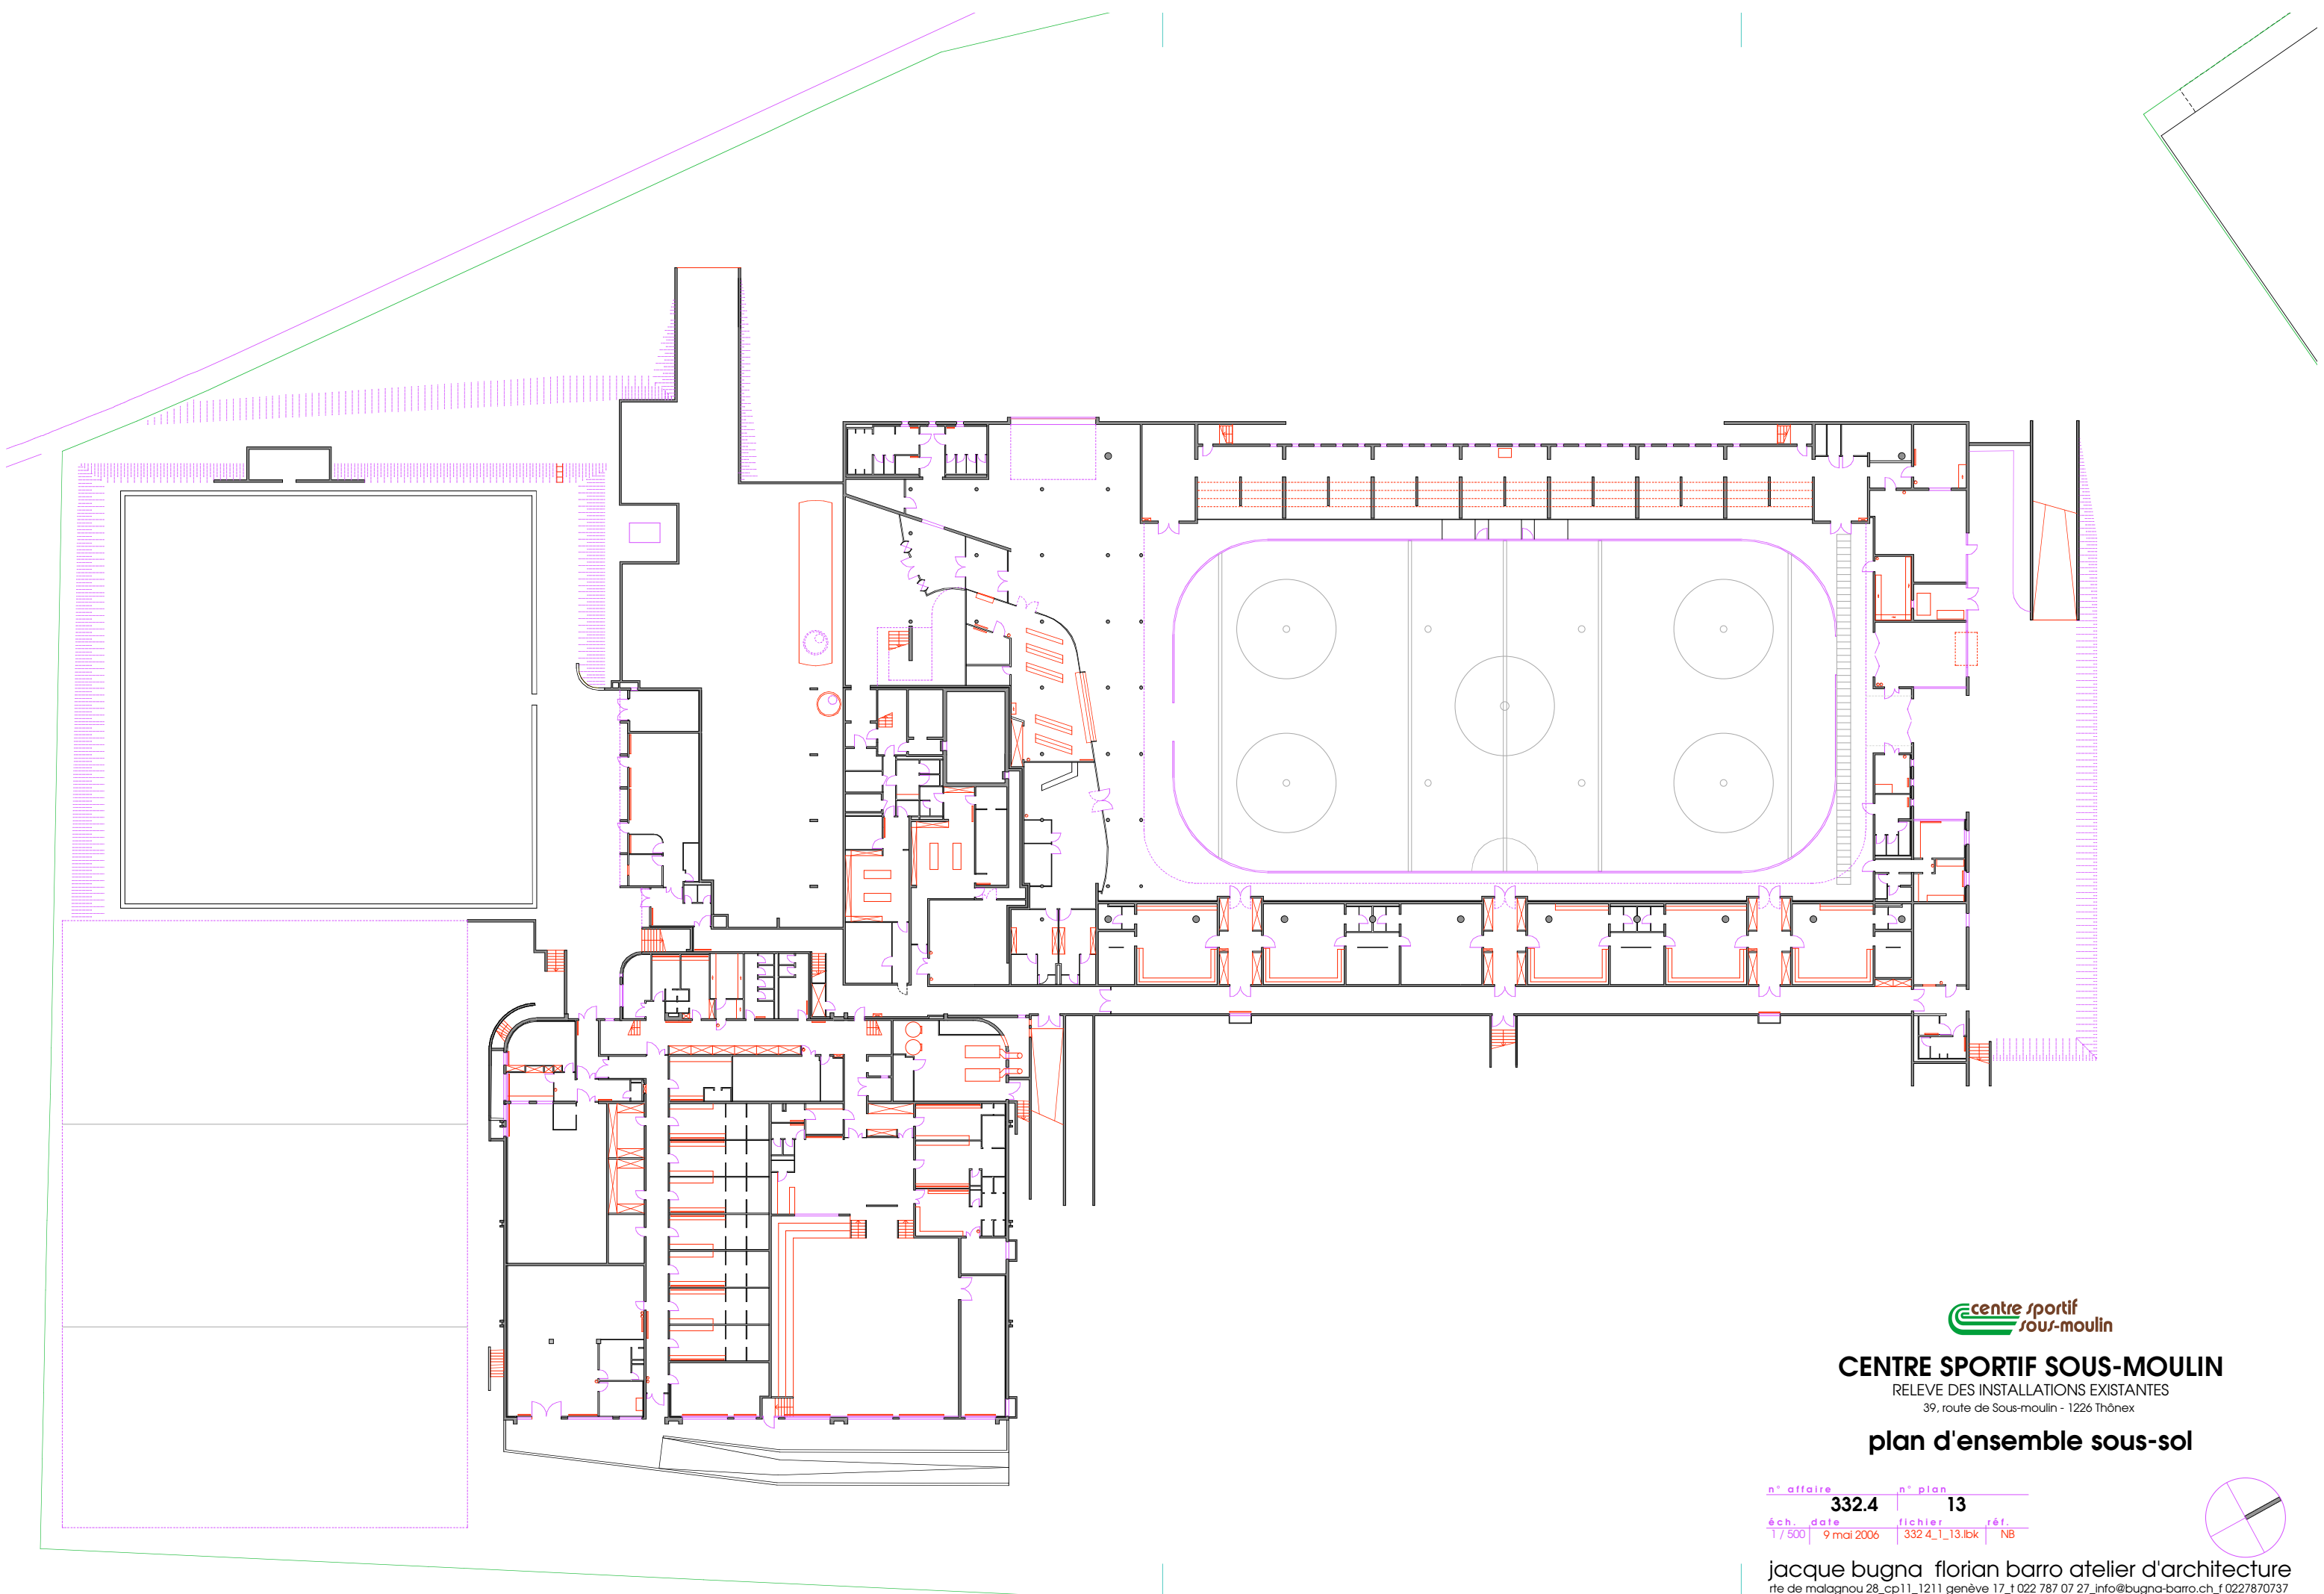 centre sportif
sous-moulin
CENTRE SPORTIF SOUS-MOULIN
RELEVE DES INSTALLATIONS EXISTANTES
39, route de Sous-moulin - 1226 Thônex
plan d'ensemble sous-sol
n° affaire n° plan
332.4 13
éch. date fichier réf.
1 / 500 9 mai 2006 332 4_1_13.lbk NB
jacque bugna florian barro atelier d'architecture
rte de malagnou 28_cp11_1211 genève 17_t 022 787 07 27_info@bugna-barro.ch_f 0227870737